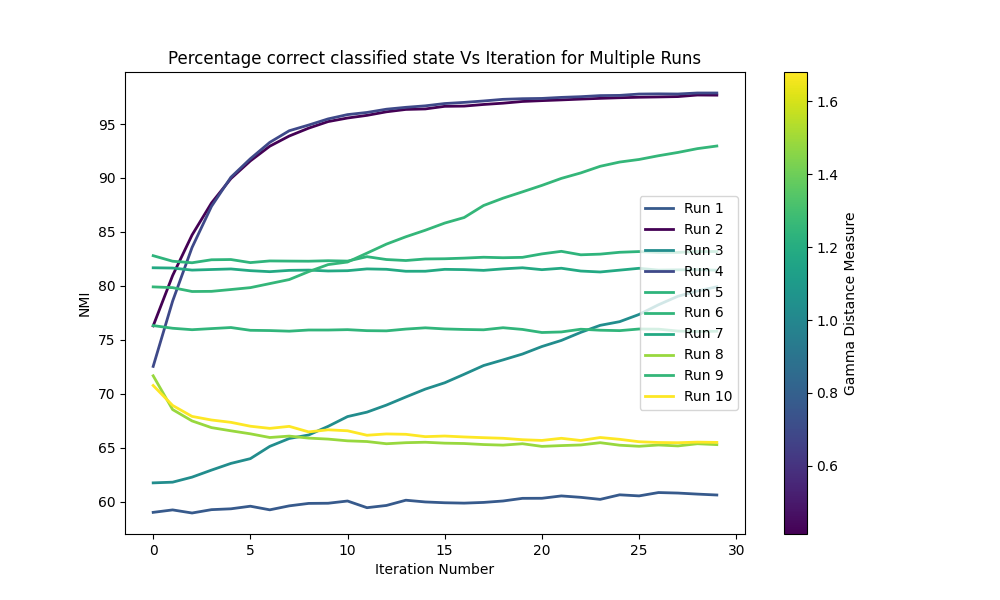 Percentage correct classified state Vs Iteration for Multiple Runs
NMI
95
90
85
80
75
70
65
60
0 5 10 15 20 25 30
Iteration Number
Run 1
Run 2
Run 3
Run 4
Run 5
Run 6
Run 7
Run 8
Run 9
Run 10
1.6
1.4
1.2
1.0
0.8
0.6
Gamma Distance Measure